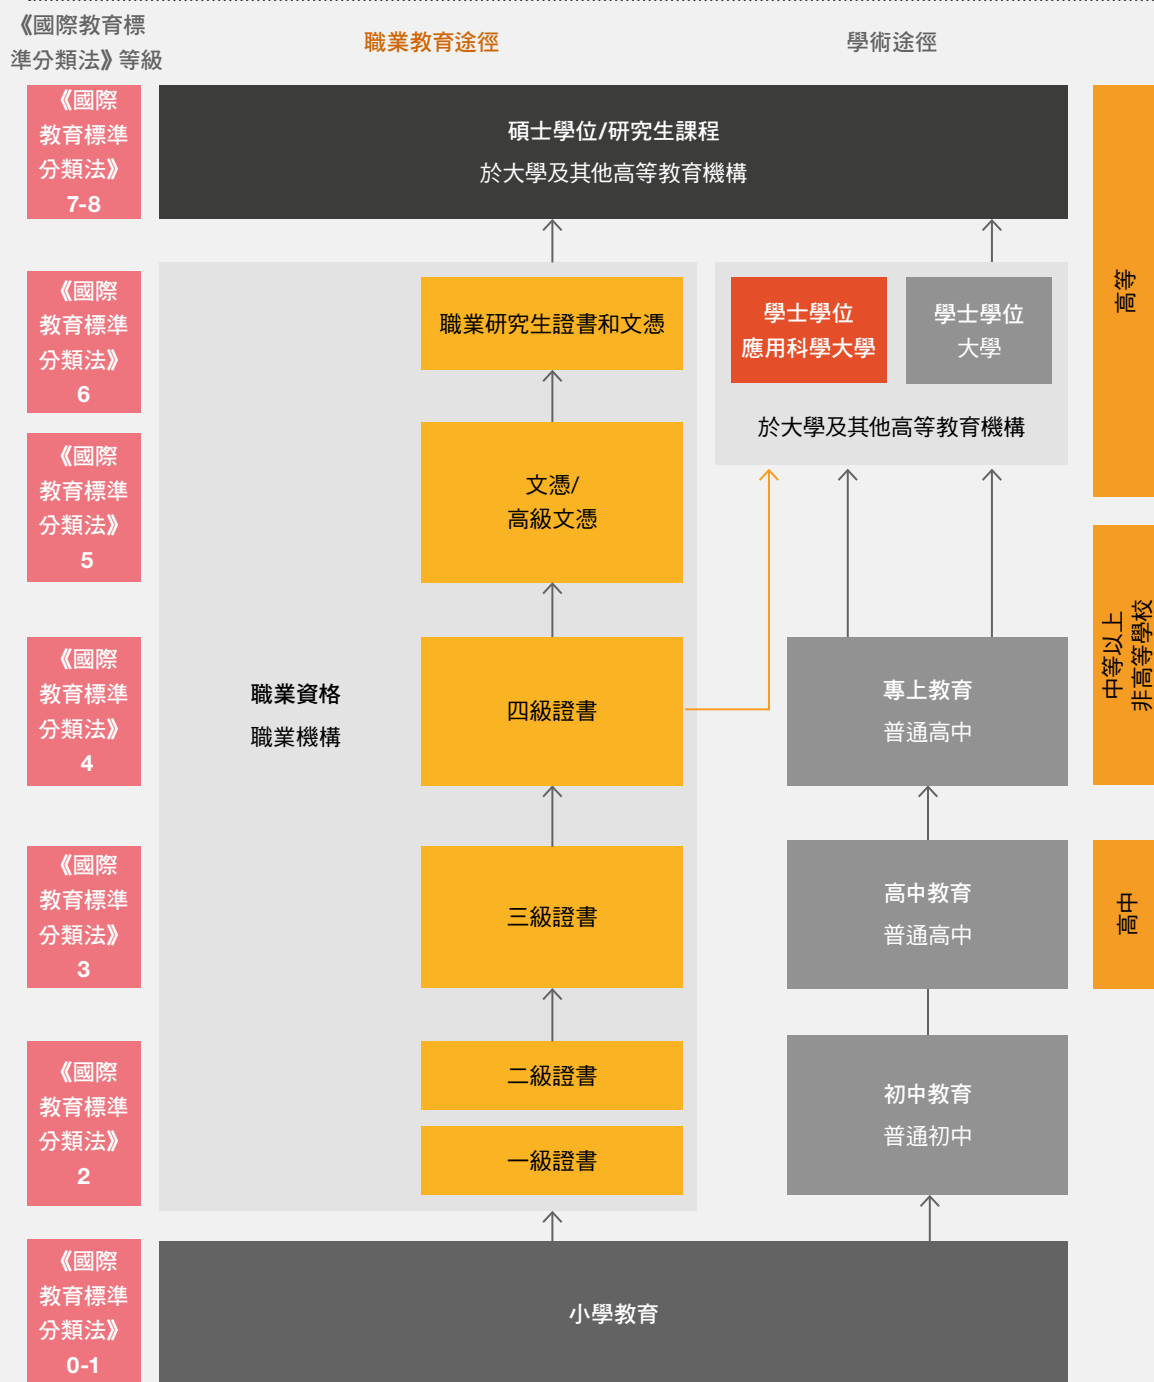 《國際教育標
準分類法》等級
職業教育途徑
學術途徑
《國際
教育標準
分類法》
7-8
碩士學位/研究生課程
於大學及其他高等教育機構
高等
《國際
教育標準
分類法》
6
職業研究生證書和文憑
學士學位
應用科學大學
學士學位
大學
於大學及其他高等教育機構
《國際
教育標準
分類法》
5
文憑/
高級文憑
中等以上
非高等學校
《國際
教育標準
分類法》
4
職業資格
職業機構
四級證書
專上教育
普通高中
《國際
教育標準
分類法》
3
三級證書
高中教育
普通高中
高中
《國際
教育標準
分類法》
2
二級證書
一級證書
初中教育
普通初中
《國際
教育標準
分類法》
0-1
小學教育